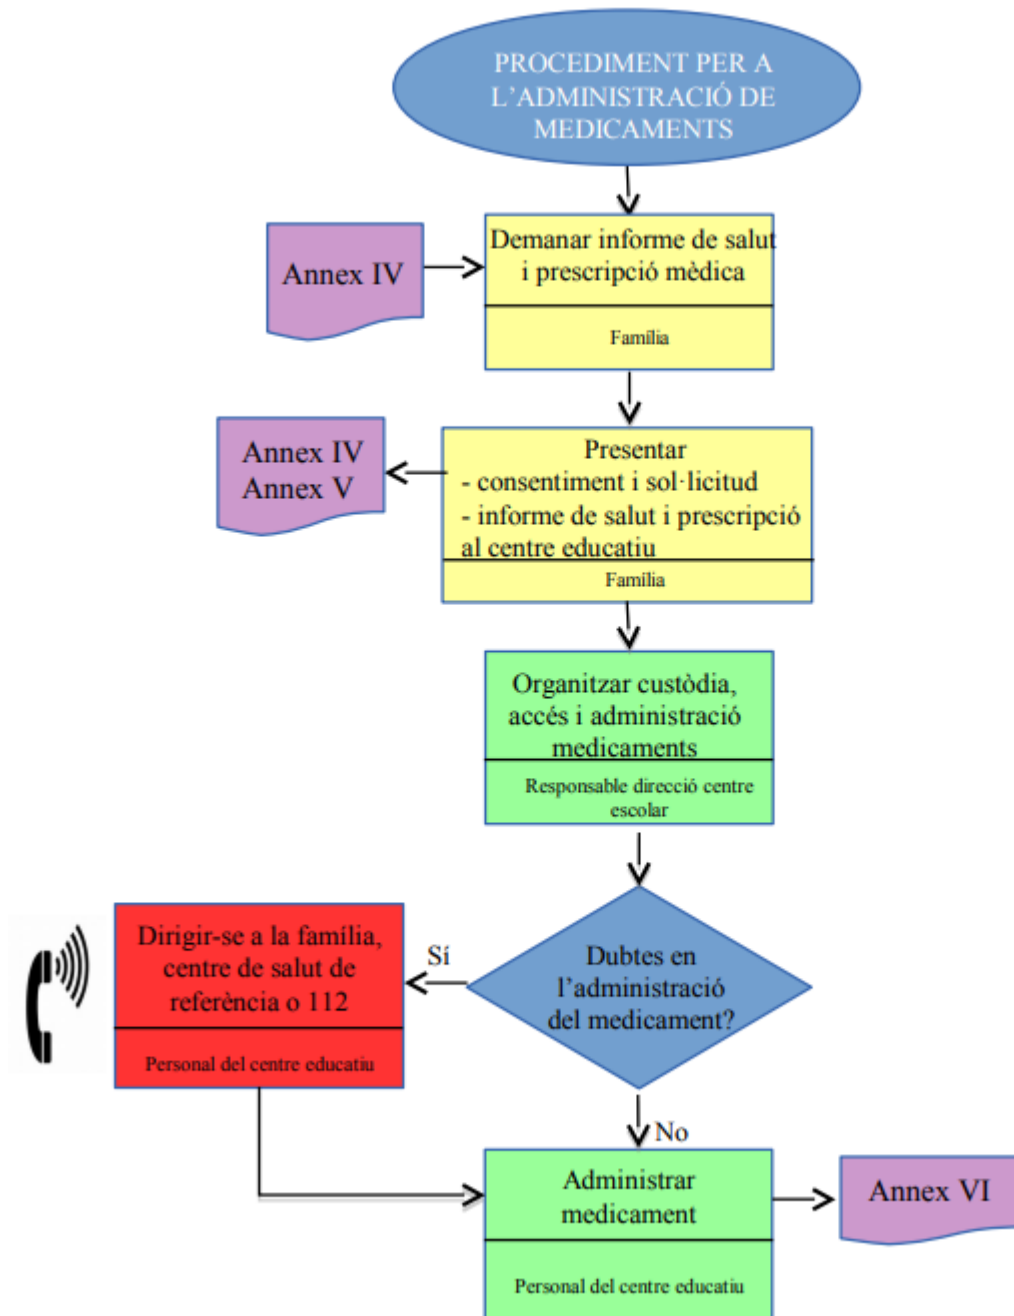 PROCEDIMENT PER A
L’ADMINISTRACIÓ DE
MEDICAMENTS
Annex IV
Demanar informe de salut
i prescripció mèdica
Família
Annex IV
Annex V
Presentar
- consentiment i sol·licitud
- informe de salut i prescripció
al centre educatiu
Família
Organitzar custòdia,
accés i administració
medicaments
Responsable direcció centre
escolar
Dirigir-se a la família,
centre de salut de
referència o 112
Personal del centre educatiu
Sí
Dubtes en
l’administració
del medicament?
No
Administrar
medicament
Personal del centre educatiu
Annex VI